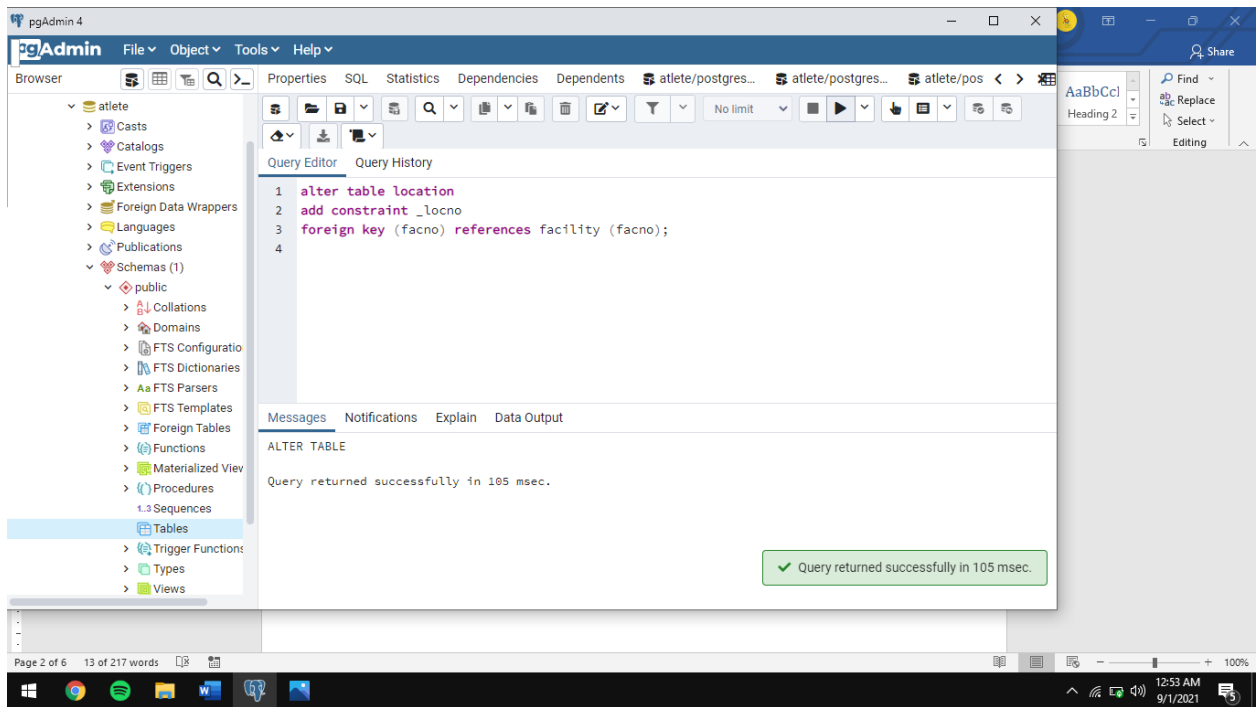 pgAdmin 4
pgAdmin File Object Tools Help
Share
Browser
Properties SQL Statistics Dependencies Dependents atlete/postgres... atlete/postgres... atlete/pos
No limit
Query Editor Query History
atlete
Casts
Catalogs
Event Triggers
Extensions
Foreign Data Wrappers
Languages
Publications
Schemas (1)
public
Collations
Domains
FTS Configuratio
FTS Dictionaries
Aa FTS Parsers
FTS Templates
Foreign Tables
Functions
Materialized View
Procedures
1..3 Sequences
Tables
Trigger Functions
Types
Views
1 alter table location
2 add constraint _locno
3 foreign key (facno) references facility (facno);
4
Messages Notifications Explain Data Output
ALTER TABLE
Query returned successfully in 105 msec.
Query returned successfully in 105 msec.
AaBbCcI
Heading 2
Find
Replace
Select
Editing
Page 2 of 6 13 of 217 words
100%
12:53 AM
9/1/2021
5